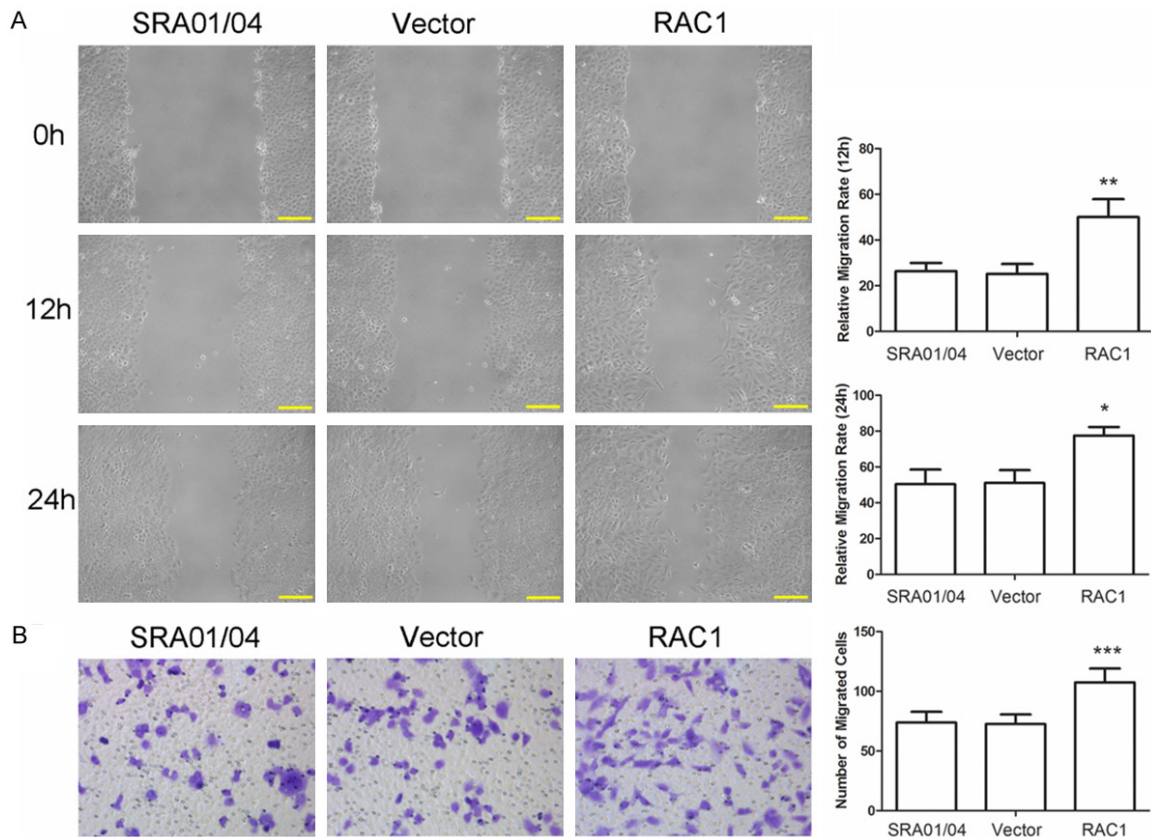 A
SRA01/04 Vector RAC1
0h
12h
24h
Relative Migration Rate (12h)
80
60
40
20
0
**
SRA01/04 Vector RAC1
Relative Migration Rate (24h)
100
80
60
40
20
0
*
SRA01/04 Vector RAC1
B
SRA01/04 Vector RAC1
Number of Migrated Cells
150
100
50
0
***
SRA01/04 Vector RAC1